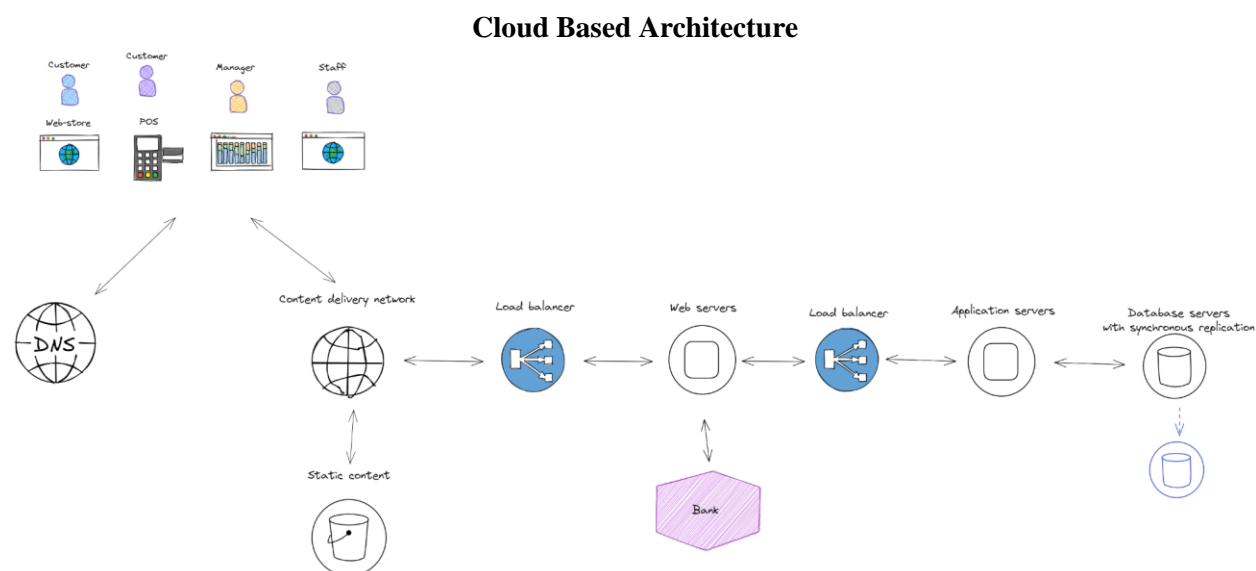 Cloud Based Architecture
Customer
Customer
Manager
Staff
Web-store
POS
DNS
Content delivery network
Load balancer
Web servers
Load balancer
Application servers
Database servers
with synchronous replication
Static content
Bank